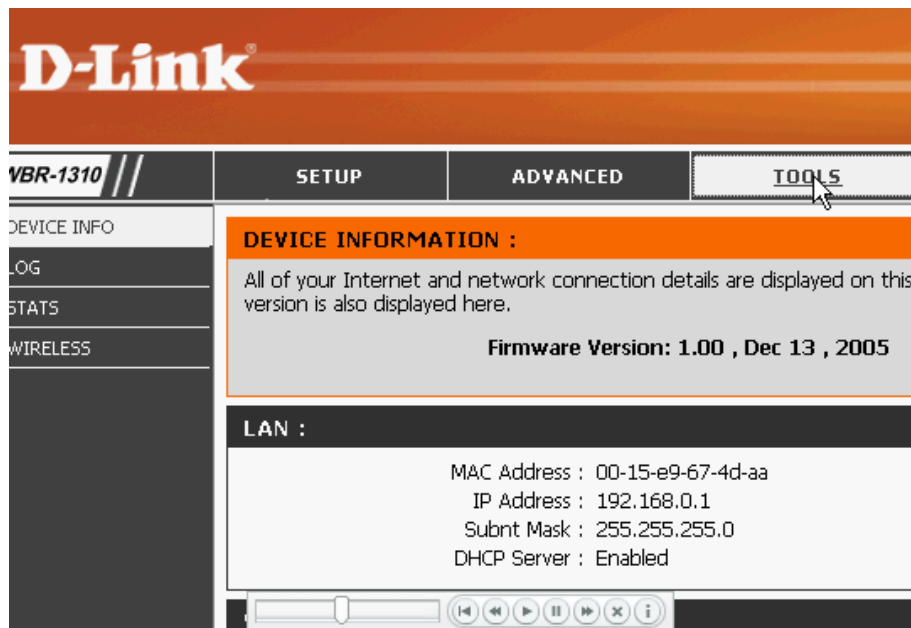 D-Link
WBR-1310
SETUP
ADVANCED
TOOLS
DEVICE INFO
LOG
STATS
WIRELESS
DEVICE INFORMATION :
All of your Internet and network connection details are displayed on this
version is also displayed here.
Firmware Version: 1.00 , Dec 13 , 2005
LAN :
MAC Address : 00-15-e9-67-4d-aa
IP Address : 192.168.0.1
Subnt Mask : 255.255.255.0
DHCP Server : Enabled